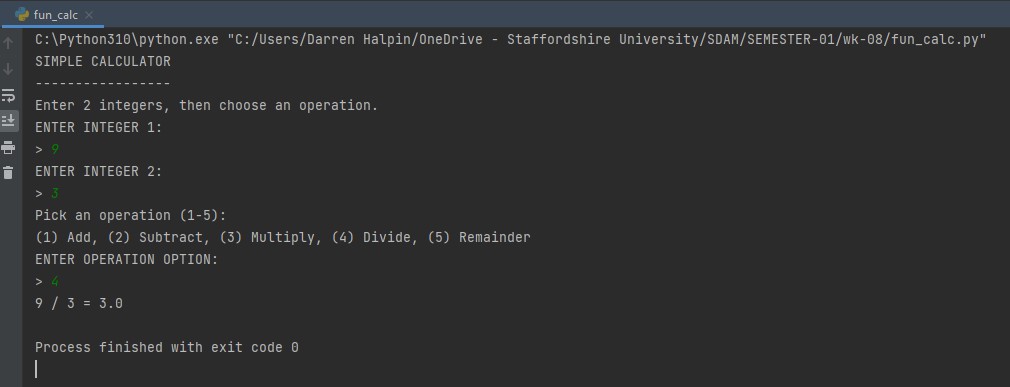 fun_calc
C:\Python310\python.exe "C:/Users/Darren Halpin/OneDrive - Staffordshire University/SDAM/SEMESTER-01/wk-08/fun_calc.py"
SIMPLE CALCULATOR
-----------------
Enter 2 integers, then choose an operation.
ENTER INTEGER 1:
> 9
ENTER INTEGER 2:
> 3
Pick an operation (1-5):
(1) Add, (2) Subtract, (3) Multiply, (4) Divide, (5) Remainder
ENTER OPERATION OPTION:
> 4
9 / 3 = 3.0
Process finished with exit code 0